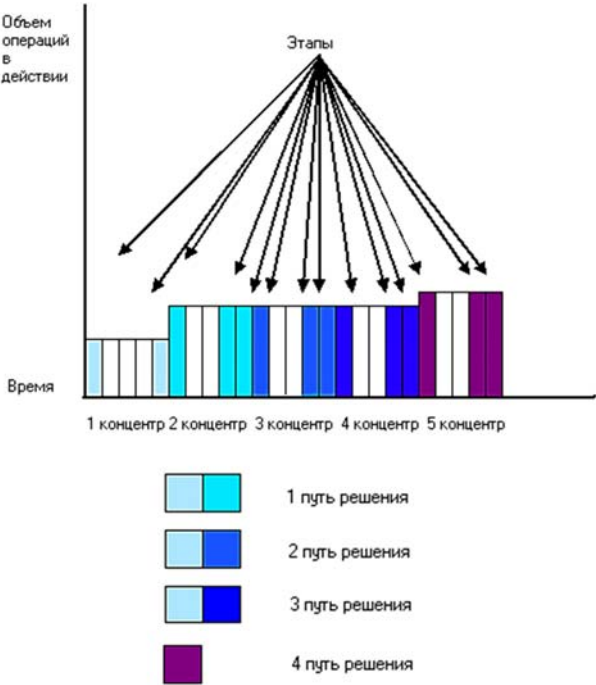 Объем
операций
в
действии
Этапы
Время
1 концентр 2 концентр 3 концентр 4 концентр 5 концентр
1 путь решения
2 путь решения
3 путь решения
4 путь решения